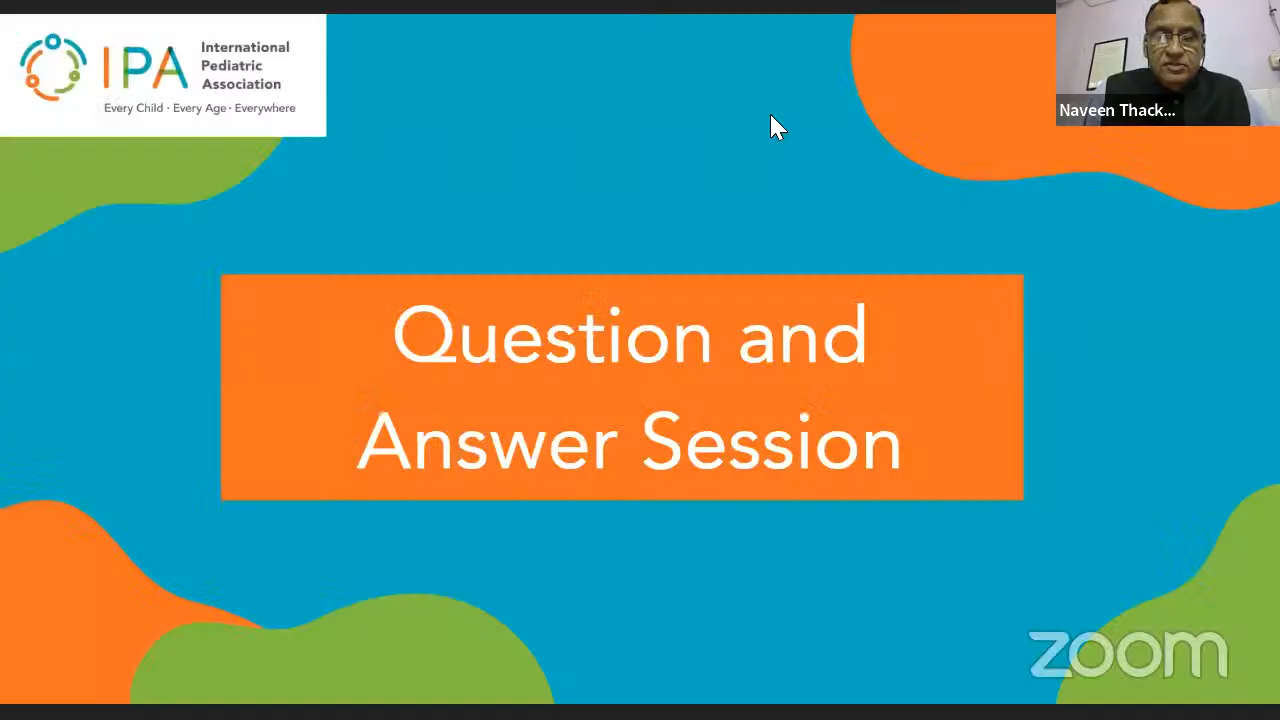 IPA
International
Pediatric
Association
Every Child · Every Age · Everywhere
Naveen Thack...
Question and
Answer Session
zoom